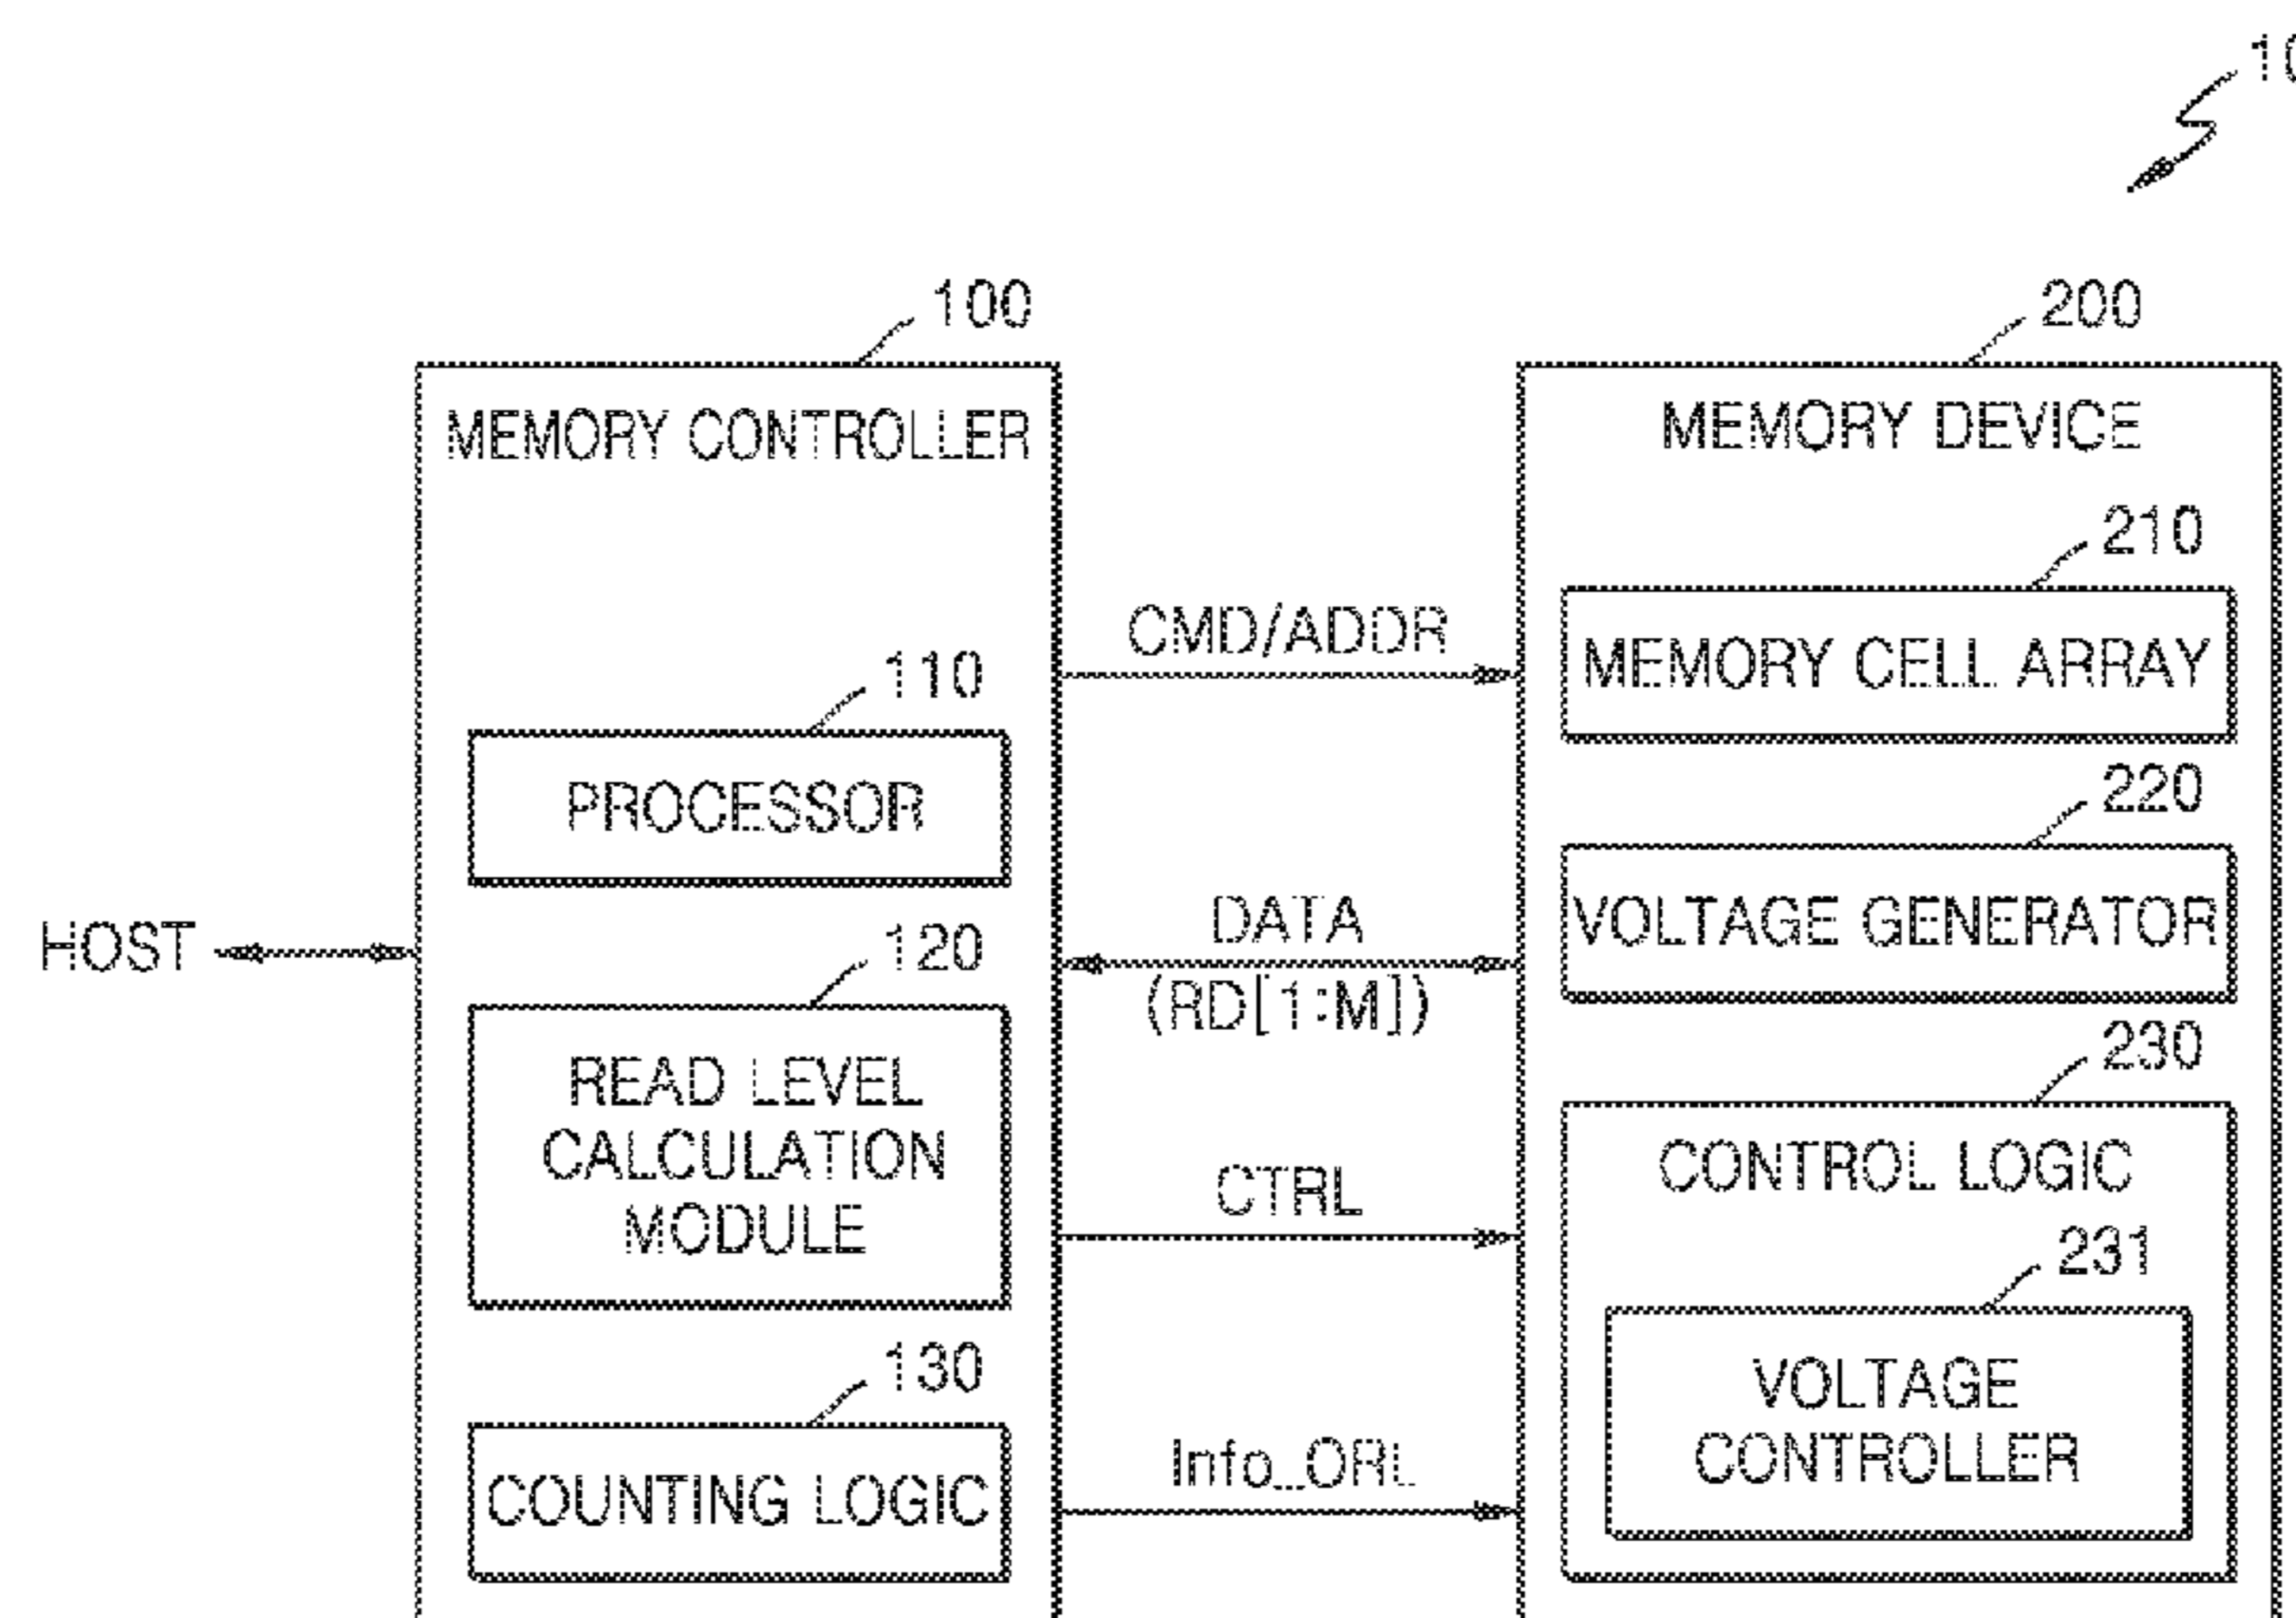 10
100
200
MEMORY CONTROLLER
MEMORY DEVICE
210
CMD/ADDR
MEMORY CELL ARRAY
110
PROCESSOR
220
VOLTAGE GENERATOR
HOST
DATA
(RD[1:M])
120
READ LEVEL
CALCULATION
MODULE
230
CONTROL LOGIC
CTRL
231
VOLTAGE
CONTROLLER
130
COUNTING LOGIC
Info_ORL